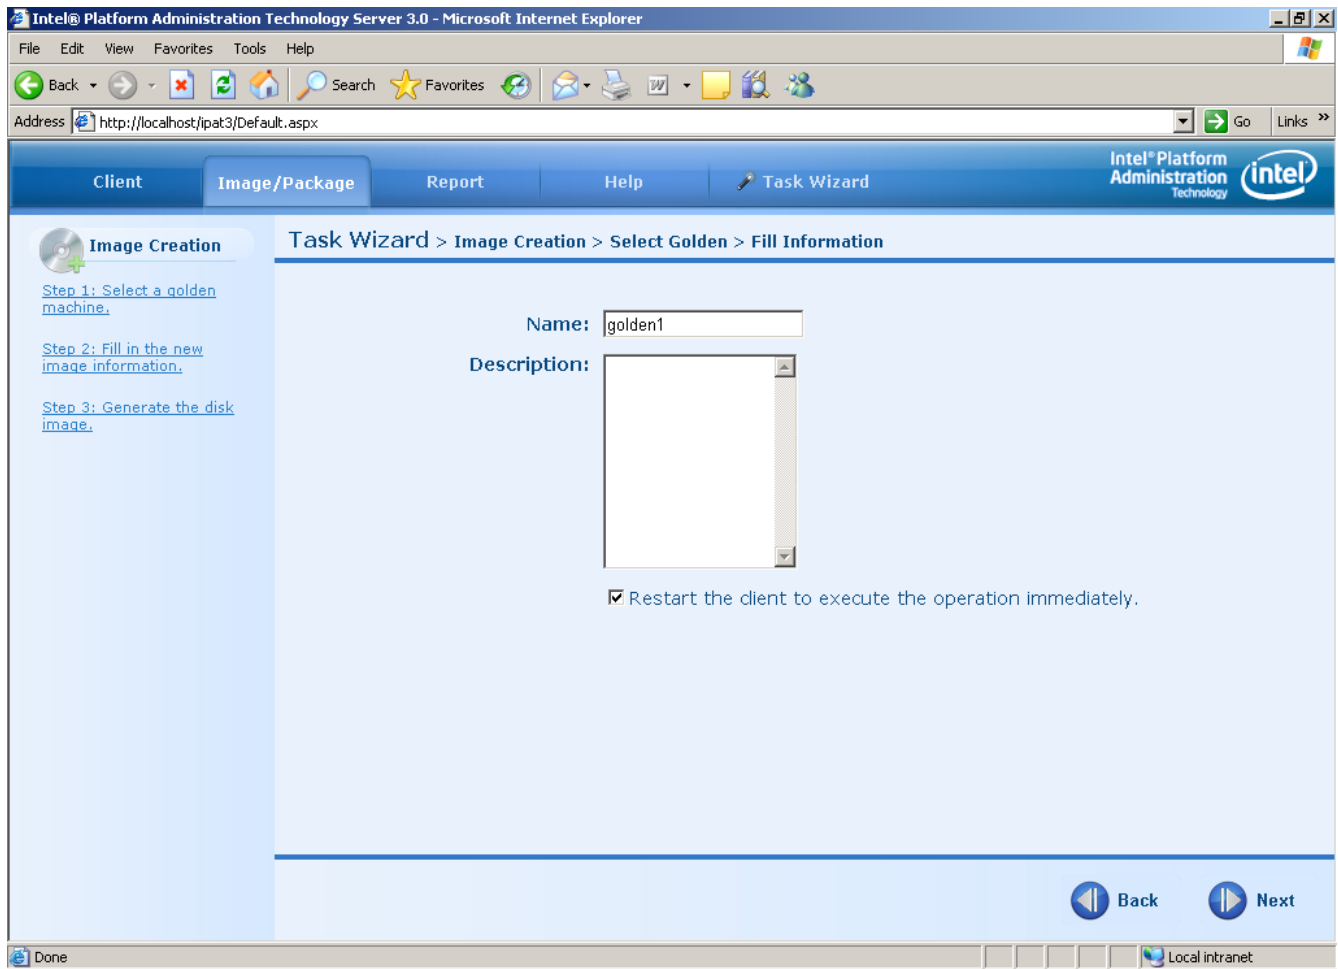 Intel® Platform Administration Technology Server 3.0 - Microsoft Internet Explorer
File Edit View Favorites Tools Help
Back Search Favorites
Address http://localhost/ipat3/Default.aspx Go Links »
Client Image/Package Report Help Task Wizard
Intel® Platform
Administration
Technology
intel
Image Creation
Step 1: Select a golden
machine.
Step 2: Fill in the new
image information.
Step 3: Generate the disk
image.
Task Wizard > Image Creation > Select Golden > Fill Information
Name: golden1
Description:
Restart the client to execute the operation immediately.
Back Next
Done Local intranet